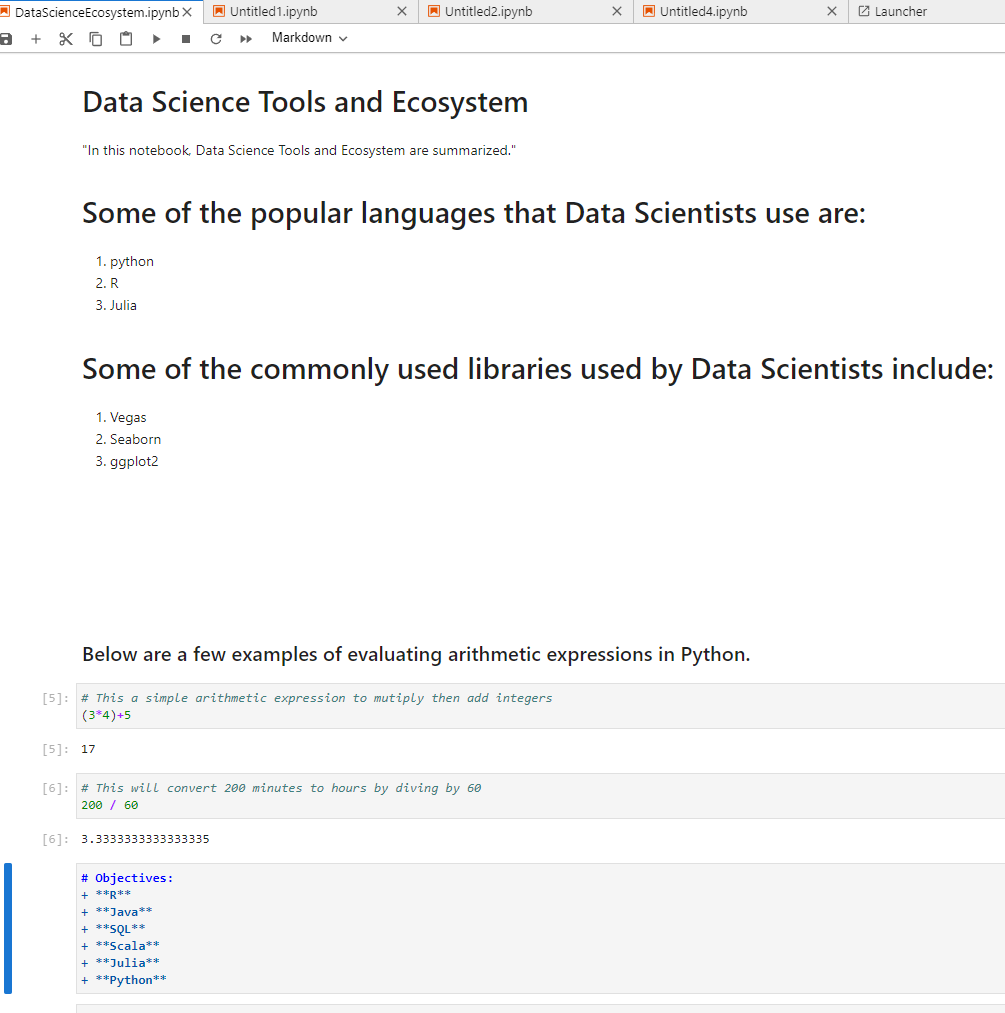 DataScienceEcosystem.ipynb Untitled1.ipynb Untitled2.ipynb Untitled4.ipynb Launcher
Markdown
Data Science Tools and Ecosystem
"In this notebook, Data Science Tools and Ecosystem are summarized."
Some of the popular languages that Data Scientists use are:
1. python
2. R
3. Julia
Some of the commonly used libraries used by Data Scientists include:
1. Vegas
2. Seaborn
3. ggplot2
Below are a few examples of evaluating arithmetic expressions in Python.
[5]: # This a simple arithmetic expression to mutiply then add integers
(3*4)+5
[5]: 17
[6]: # This will convert 200 minutes to hours by diving by 60
200 / 60
[6]: 3.3333333333333335
# Objectives:
+ **R**
+ **Java**
+ **SQL**
+ **Scala**
+ **Julia**
+ **Python**